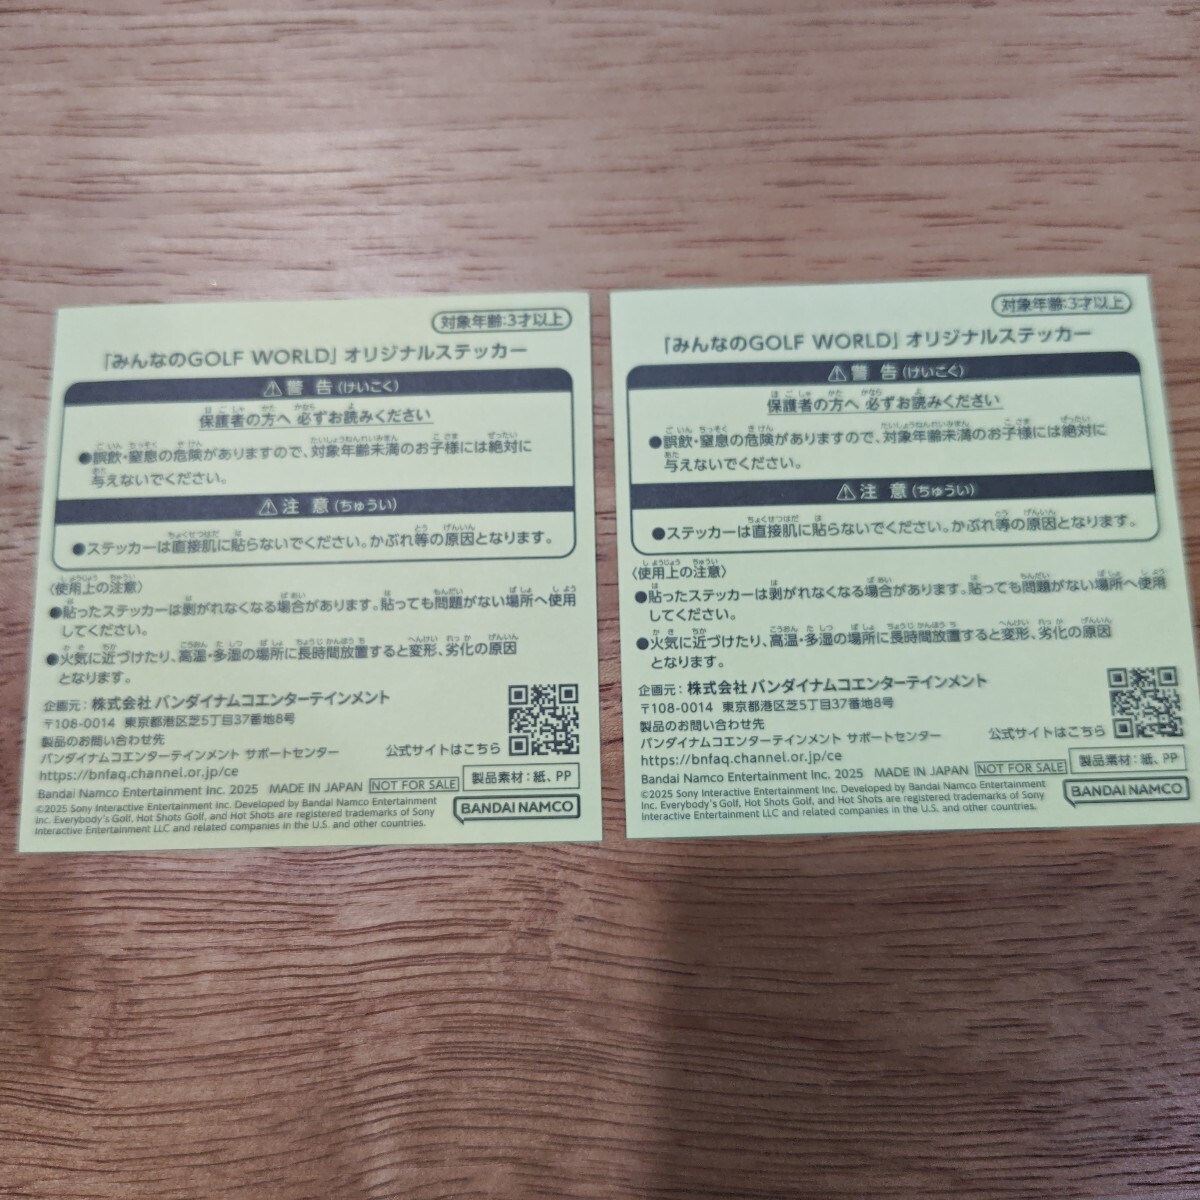 対象年齢:3才以上
「みんなのGOLF WORLD」オリジナルステッカー
⚠警 告(けいこく)
保護者の方へ 必ずお読みください
●誤飲・窒息の危険がありますので、対象年齢未満のお子様には絶対に
与えないでください。
⚠注 意(ちゅうい)
●ステッカーは直接肌に貼らないでください。かぶれ等の原因となります。
〈使用上の注意〉
●貼ったステッカーは剥がれなくなる場合があります。貼っても問題がない場所へ使用
してください。
●火気に近づけたり、高温・多湿の場所に長時間放置すると変形、劣化の原因
となります。
企画元:株式会社 バンダイナムコエンターテインメント
〒108-0014 東京都港区芝5丁目37番地8号
製品のお問い合わせ先
バンダイナムコエンターテインメント サポートセンター
公式サイトはこちら
https://bnfaq.channel.or.jp/ce
Bandai Namco Entertainment Inc. 2025 MADE IN JAPAN NOT FOR SALE
製品素材:紙、PP
©2025 Sony Interactive Entertainment Inc. Developed by Bandai Namco Entertainment
Inc. Everybody's Golf, Hot Shots Golf, and Hot Shots are registered trademarks of Sony
Interactive Entertainment LLC and related companies in the U.S. and other countries.
BANDAI NAMCO
対象年齢:3才以上
「みんなのGOLF WORLD」オリジナルステッカー
⚠警 告(けいこく)
保護者の方へ 必ずお読みください
●誤飲・窒息の危険がありますので、対象年齢未満のお子様には絶対に
与えないでください。
⚠注 意(ちゅうい)
●ステッカーは直接肌に貼らないでください。かぶれ等の原因となります。
〈使用上の注意〉
●貼ったステッカーは剥がれなくなる場合があります。貼っても問題がない場所へ使用
してください。
●火気に近づけたり、高温・多湿の場所に長時間放置すると変形、劣化の原因
となります。
企画元:株式会社 バンダイナムコエンターテインメント
〒108-0014 東京都港区芝5丁目37番地8号
製品のお問い合わせ先
バンダイナムコエンターテインメント サポートセンター
公式サイトはこちら
https://bnfaq.channel.or.jp/ce
Bandai Namco Entertainment Inc. 2025 MADE IN JAPAN NOT FOR SALE
製品素材:紙、PP
©2025 Sony Interactive Entertainment Inc. Developed by Bandai Namco Entertainment
Inc. Everybody's Golf, Hot Shots Golf, and Hot Shots are registered trademarks of Sony
Interactive Entertainment LLC and related companies in the U.S. and other countries.
BANDAI NAMCO